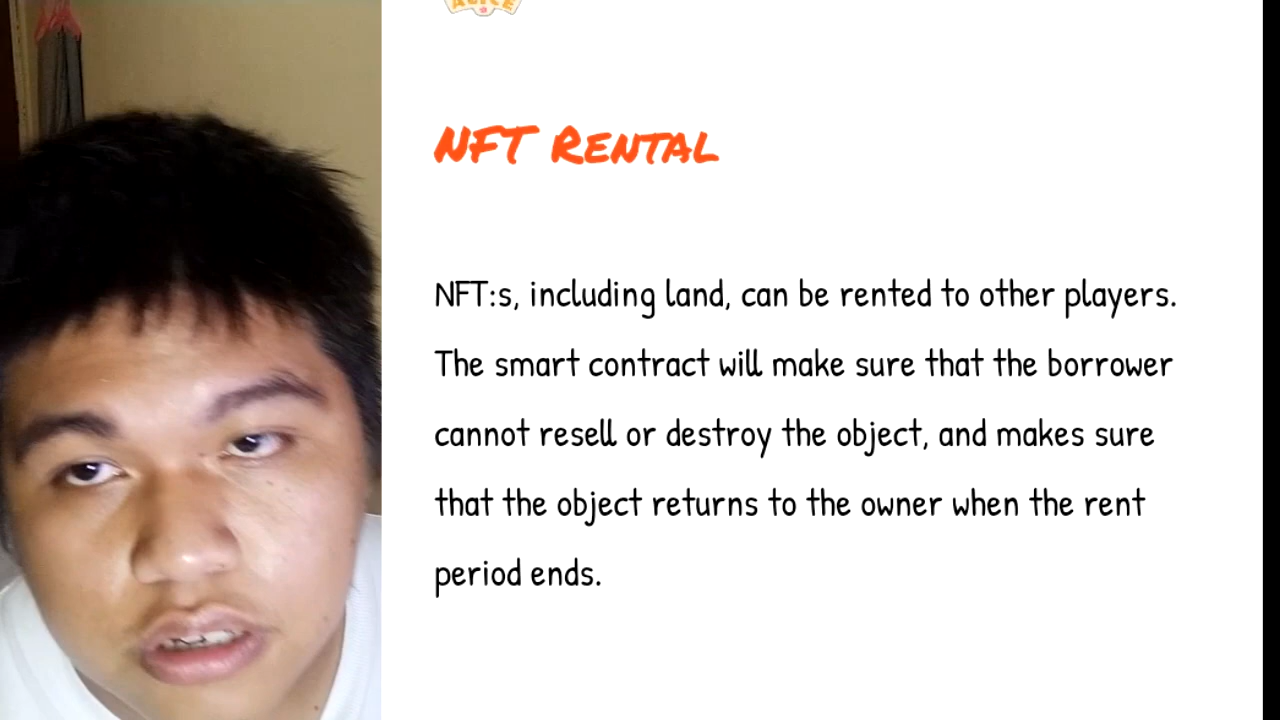 ALICE
NFT Rental
NFT:s, including land, can be rented to other players.
The smart contract will make sure that the borrower
cannot resell or destroy the object, and makes sure
that the object returns to the owner when the rent
period ends.